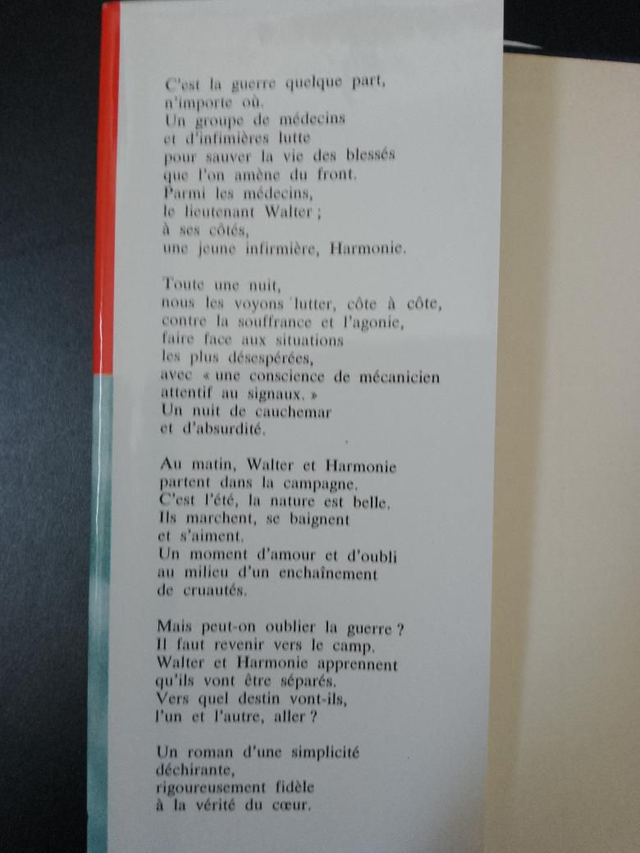 C'est la guerre quelque part,
n'importe où.
Un groupe de médecins
et d'infimières lutte
pour sauver la vie des blessés
que l'on amène du front.
Parmi les médecins,
le lieutenant Walter ;
à ses côtés,
une jeune infirmière, Harmonie.
Toute une nuit,
nous les voyons lutter, côte à côte,
contre la souffrance et l'agonie,
faire face aux situations
les plus désespérées,
avec « une conscience de mécanicien
attentif au signaux. »
Un nuit de cauchemar
et d'absurdité.
Au matin, Walter et Harmonie
partent dans la campagne.
C'est l'été, la nature est belle.
Ils marchent, se baignent
et s'aiment.
Un moment d'amour et d'oubli
au milieu d'un enchaînement
de cruautés.
Mais peut-on oublier la guerre ?
Il faut revenir vers le camp.
Walter et Harmonie apprennent
qu'ils vont être séparés.
Vers quel destin vont-ils,
l'un et l'autre, aller ?
Un roman d'une simplicité
déchirante,
rigoureusement fidèle
à la vérité du cœur.